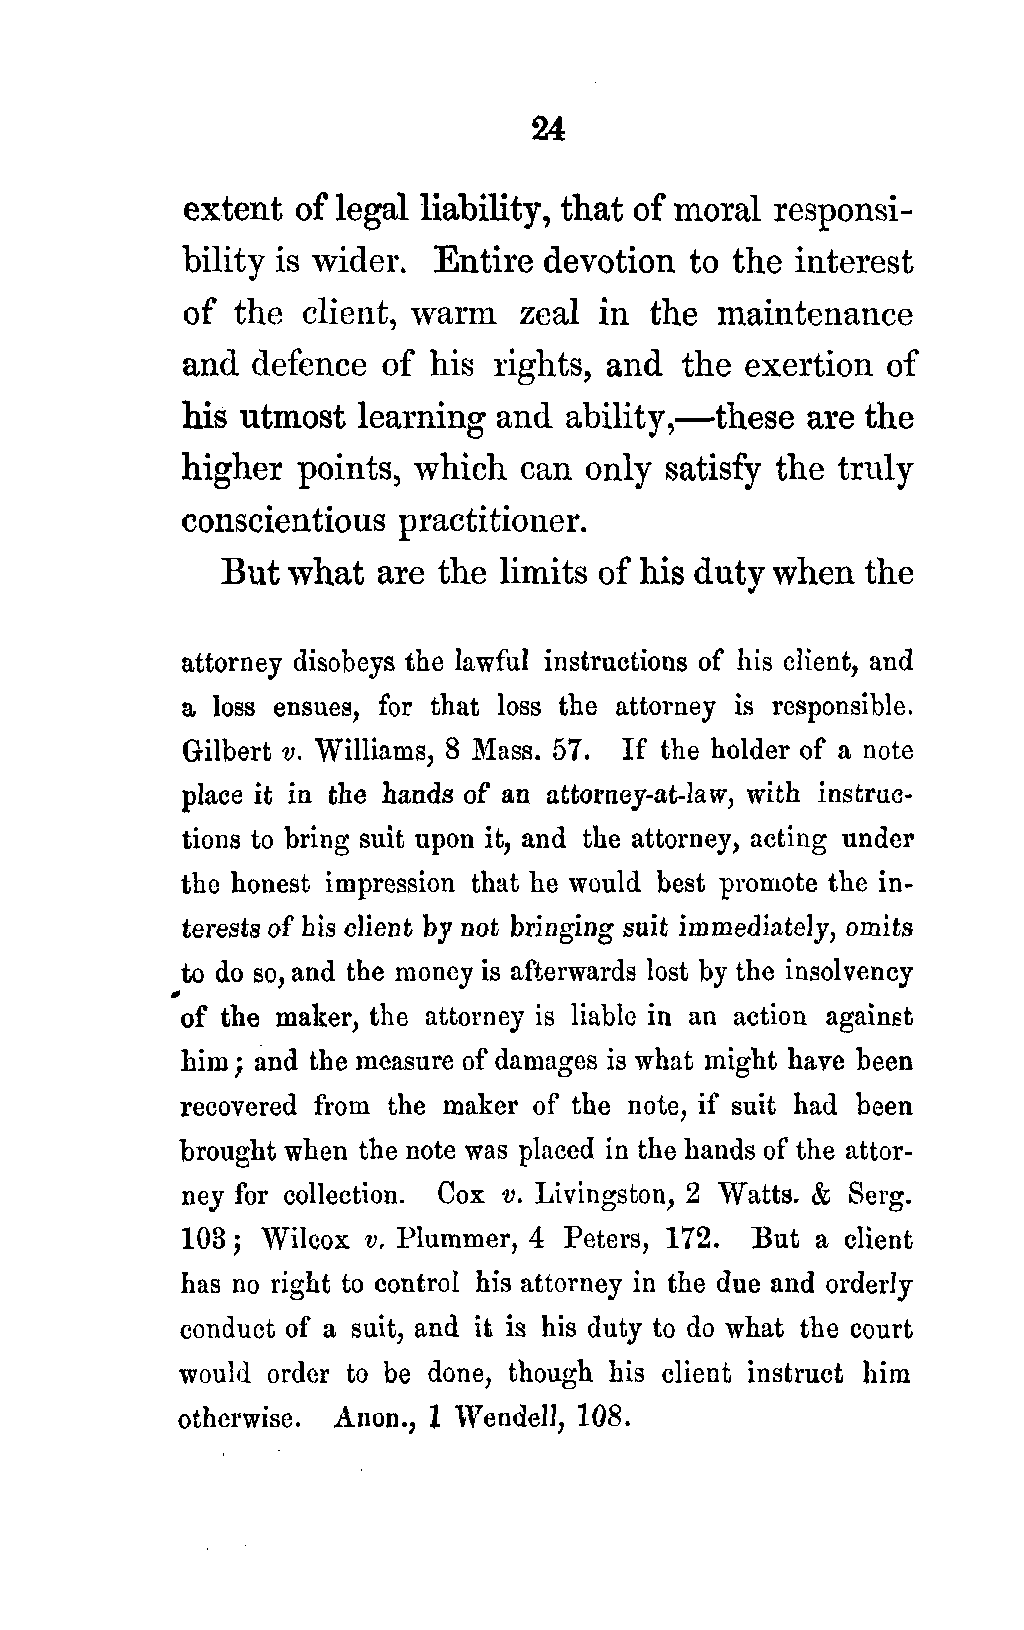 24
extent of legal liability, that of moral responsi-
bility is wider. Entire devotion to the interest
of the client, warm zeal in the maintenance
and defence of his rights, and the exertion of
his utmost learning and ability,—these are the
higher points, which can only satisfy the truly
conscientious practitioner.
But what are the limits of his duty when the
attorney disobeys the lawful instructions of his client, and
a loss ensues, for that loss the attorney is responsible.
Gilbert v. Williams, 8 Mass. 57. If the holder of a note
place it in the hands of an attorney-at-law, with instruc-
tions to bring suit upon it, and the attorney, acting under
the honest impression that he would best promote the in-
terests of his client by not bringing suit immediately, omits
to do so, and the money is afterwards lost by the insolvency
of the maker, the attorney is liable in an action against
him; and the measure of damages is what might have been
recovered from the maker of the note, if suit had been
brought when the note was placed in the hands of the attor-
ney for collection. Cox v. Livingston, 2 Watts. & Serg.
103; Wilcox v. Plummer, 4 Peters, 172. But a client
has no right to control his attorney in the due and orderly
conduct of a suit, and it is his duty to do what the court
would order to be done, though his client instruct him
otherwise. Anon., 1 Wendell, 108.